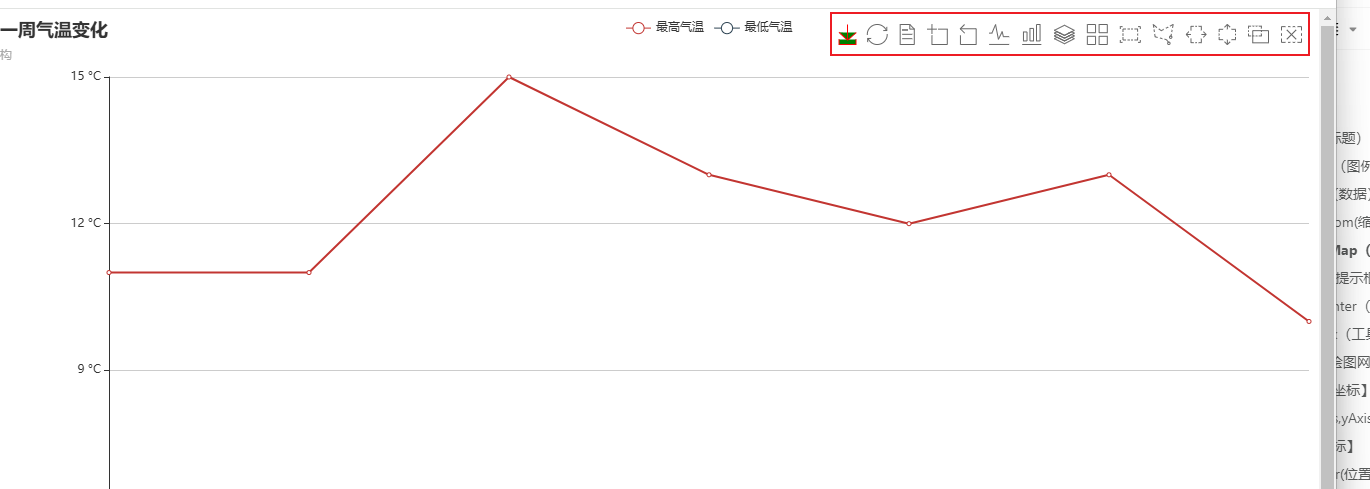 一周气温变化
构
最高气温
最低气温
15 °C
12 °C
9 °C
标题）
（图例
(数据)
om(缩
Map（
提示框
nter（
（工具
绘图网
坐标】
s,yAxis
标】
r(位置